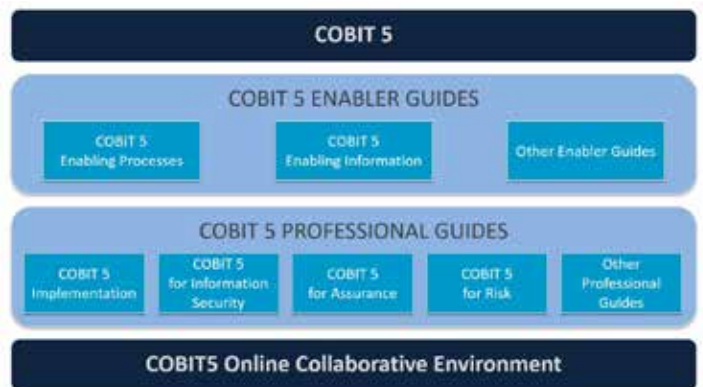 COBIT 5
COBIT 5 ENABLER GUIDES
COBIT 5
Enabling Processes
COBIT 5
Enabling Information
Other Enabler Guides
COBIT 5 PROFESSIONAL GUIDES
COBIT 5
Implementation
COBIT 5
for Information
Security
COBIT 5
for Assurance
COBIT 5
for Risk
Other
Professional
Guides
COBIT5 Online Collaborative Environment